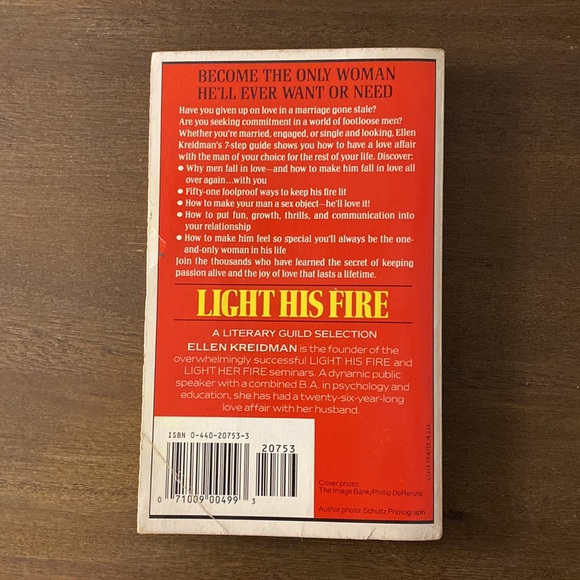 BECOME THE ONLY WOMAN
HE'LL EVER WANT OR NEED
Have you given up on love in a marriage gone stale?
Are you seeking commitment in a world of footloose men?
Whether you're married, engaged, or single and looking, Ellen
Kreidman's 7-step guide shows you how to have a love affair
with the man of your choice for the rest of your life. Discover:
● Why men fall in love—and how to make him fall in love all
over again...with you
● Fifty-one foolproof ways to keep his fire lit
● How to make your man a sex object—he'll love it!
● How to put fun, growth, thrills, and communication into
your relationship
● How to make him feel so special you'll always be the one-
and-only woman in his life
Join the thousands who have learned the secret of keeping
passion alive and the joy of love that lasts a lifetime.
LIGHT HIS FIRE
A LITERARY GUILD SELECTION
ELLEN KREIDMAN is the founder of the
overwhelmingly successful LIGHT HIS FIRE and
LIGHT HER FIRE seminars. A dynamic public
speaker with a combined B.A. in psychology and
education, she has had a twenty-six-year-long
love affair with her husband.
ISBN 0-440-20753-3
20753
0 71009 00499 3
Cover photo:
The Image Bank/Phillip DeRenzis
Author photo: Schultz Photograph
PRINTED IN USA